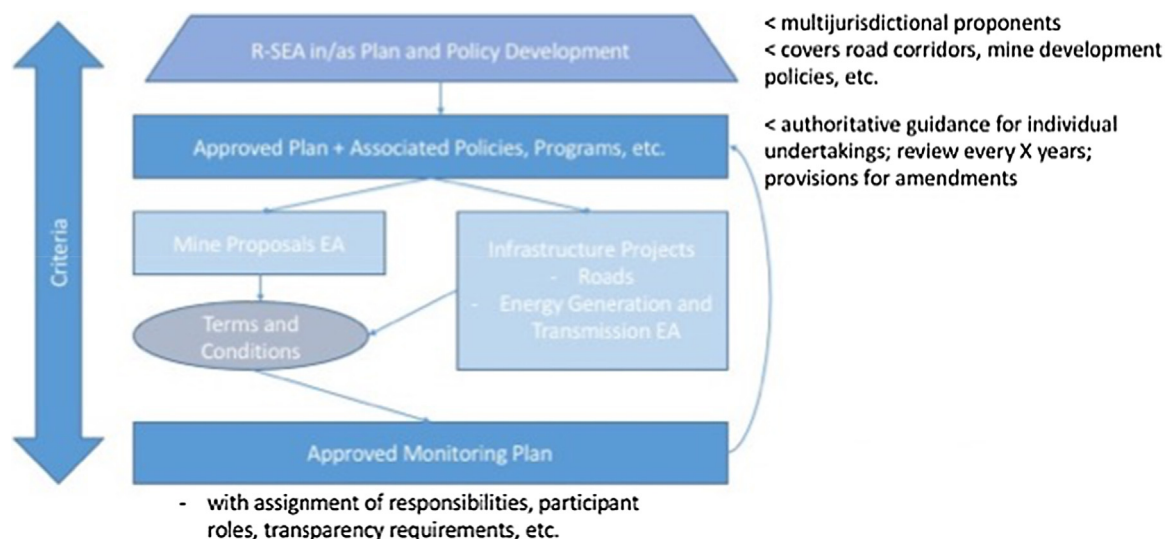 R-SEA in/as Plan and Policy Development
< multijurisdictional proponents
< covers road corridors, mine development
policies, etc.
Approved Plan + Associated Policies, Programs, etc.
< authoritative guidance for individual
undertakings; review every X years;
provisions for amendments
Criteria
Mine Proposals EA
Infrastructure Projects
- Roads
- Energy Generation and
Transmission EA
Terms and
Conditions
Approved Monitoring Plan
- with assignment of responsibilities, participant
roles, transparency requirements, etc.